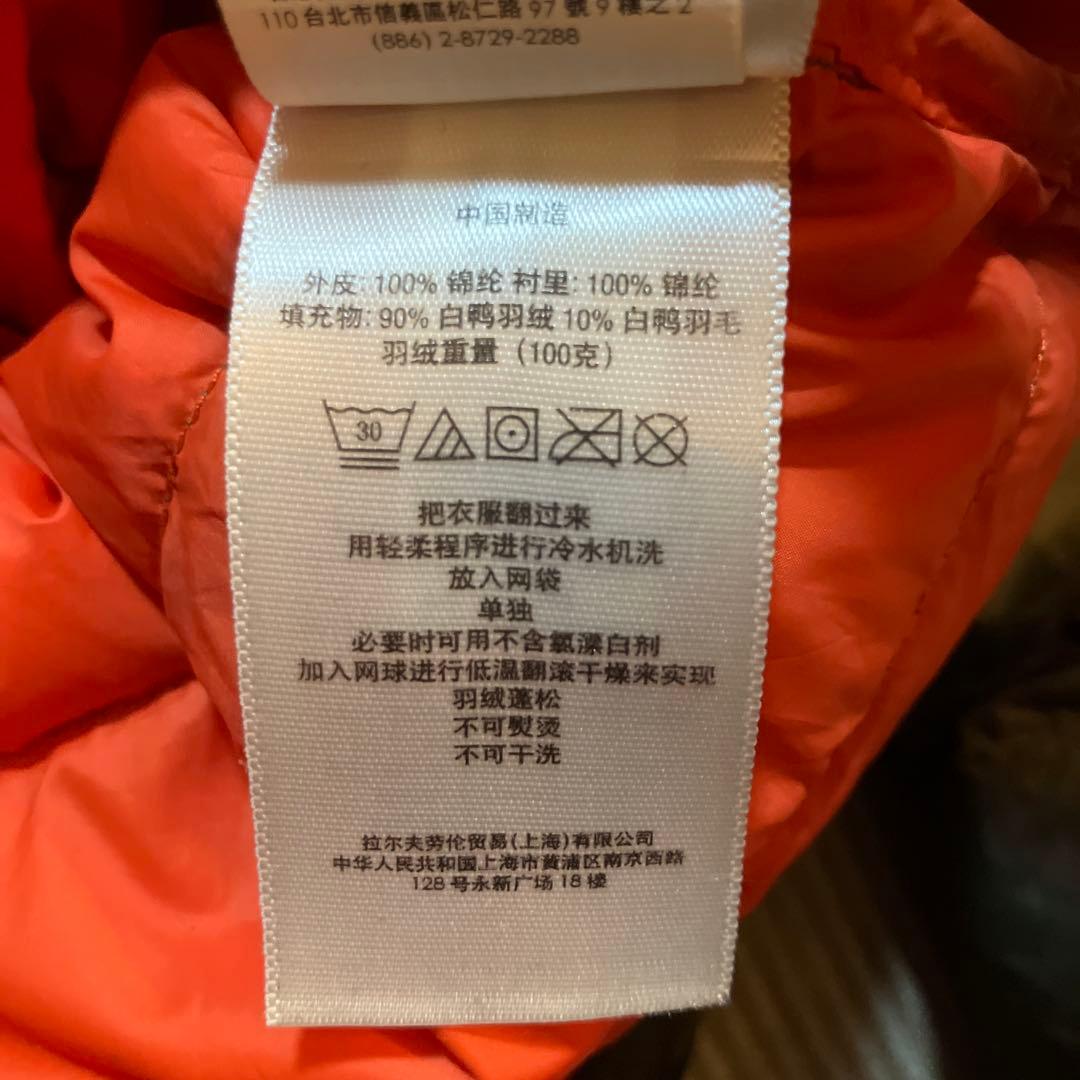 110 台北市信義區松仁路 97 號 9 樓之 2
(886) 2-8729-2288
中国制造
外皮: 100% 锦纶 衬里: 100% 锦纶
填充物: 90% 白鸭羽绒 10% 白鸭羽毛
羽绒重量 (100克)
30
把衣服翻过来
用轻柔程序进行冷水机洗
放入网袋
单独
必要时可用不含氯漂白剂
加入网球进行低温翻滚干燥来实现
羽绒蓬松
不可熨烫
不可干洗
拉尔夫劳伦贸易(上海)有限公司
中华人民共和国上海市黄浦区南京西路
128 号永新广场 18 楼